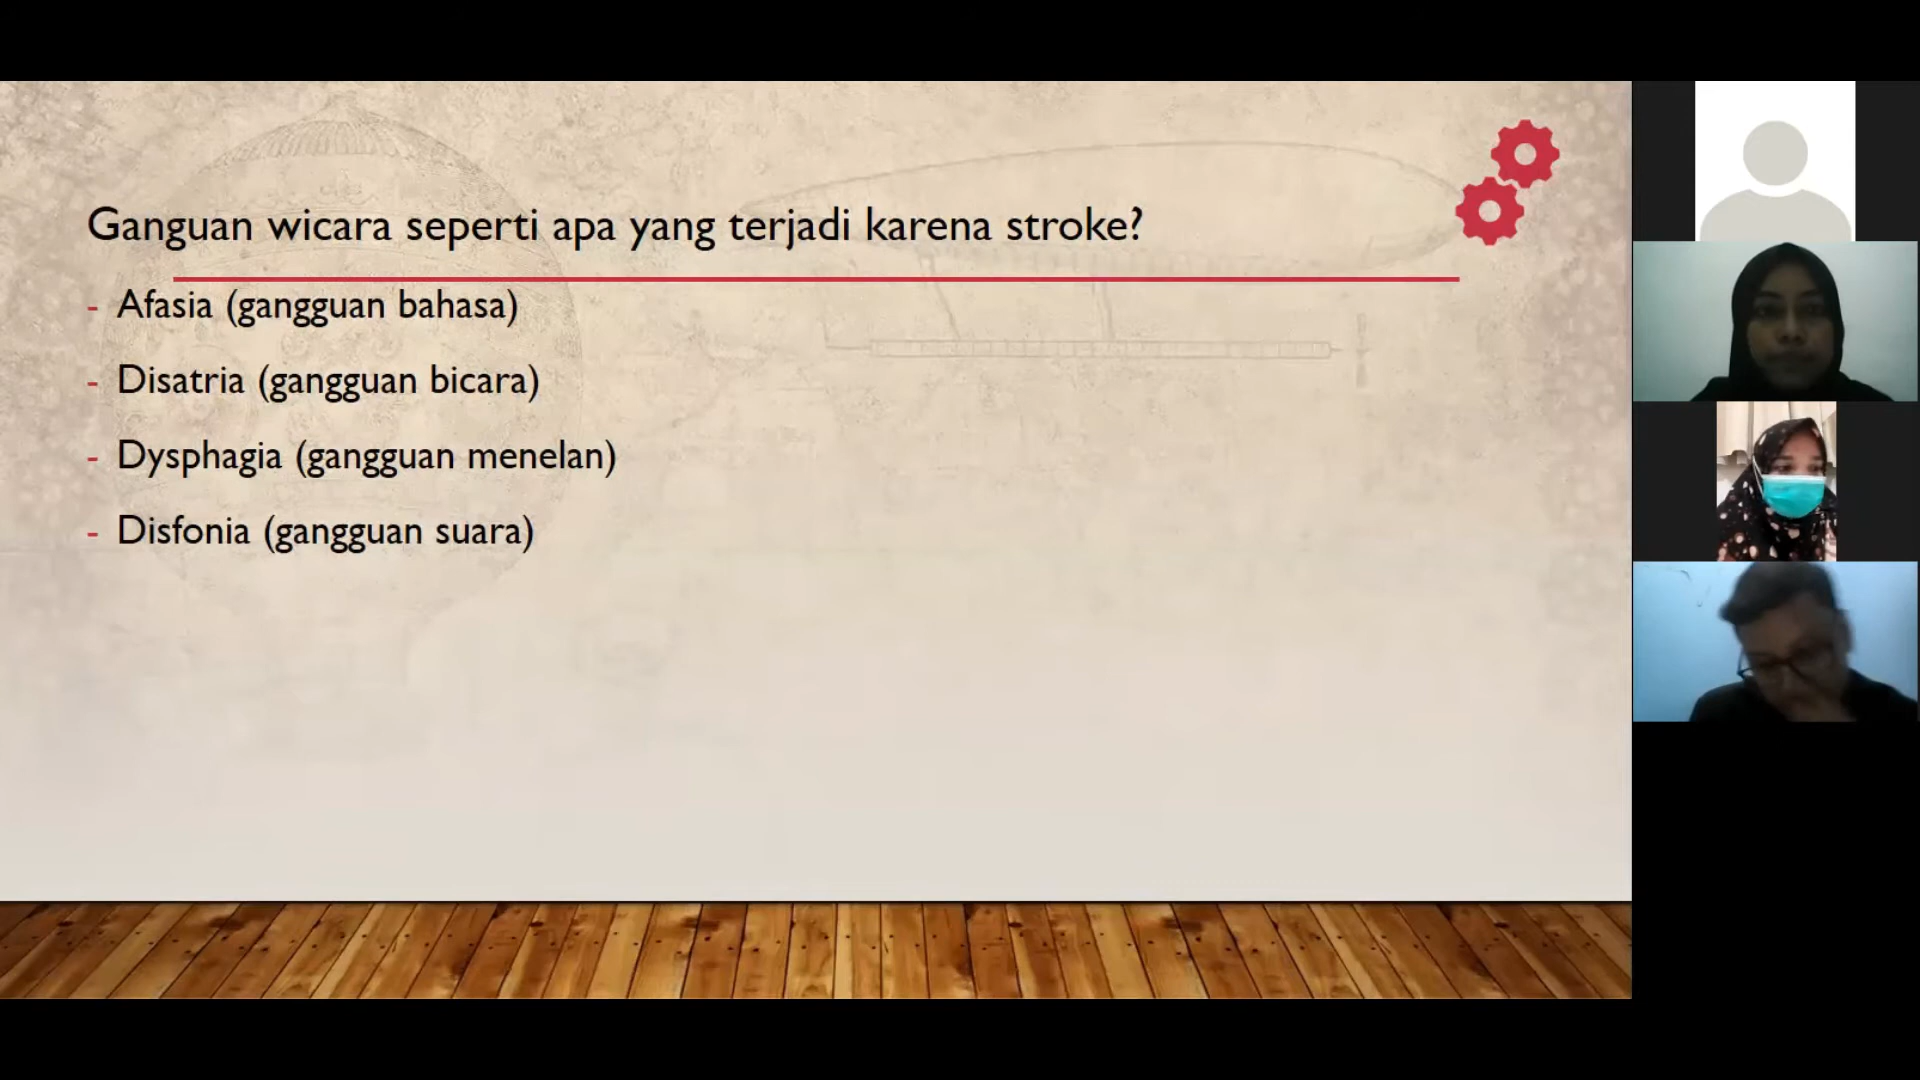 Ganguan wicara seperti apa yang terjadi karena stroke?
- Afasia (gangguan bahasa)
- Disatria (gangguan bicara)
- Dysphagia (gangguan menelan)
- Disfonia (gangguan suara)